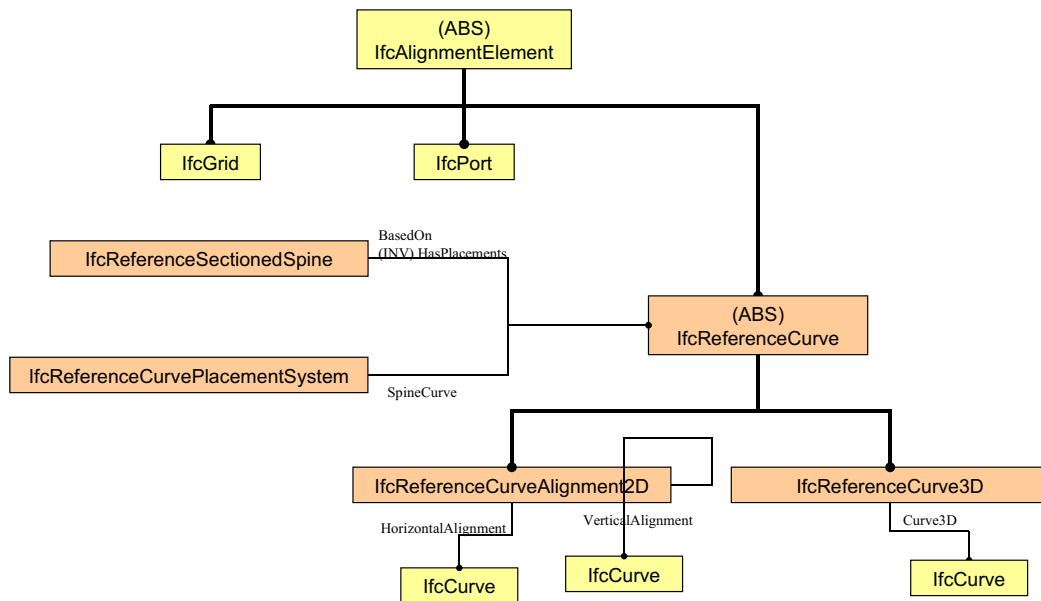 (ABS)
IfcAlignmentElement
IfcGrid
IfcPort
BasedOn
(INV) HasPlacements
IfcReferenceSectionedSpine
(ABS)
IfcReferenceCurve
IfcReferenceCurvePlacementSystem
SpineCurve
IfcReferenceCurveAlignment2D
IfcReferenceCurve3D
HorizontalAlignment
VerticalAlignment
Curve3D
IfcCurve
IfcCurve
IfcCurve